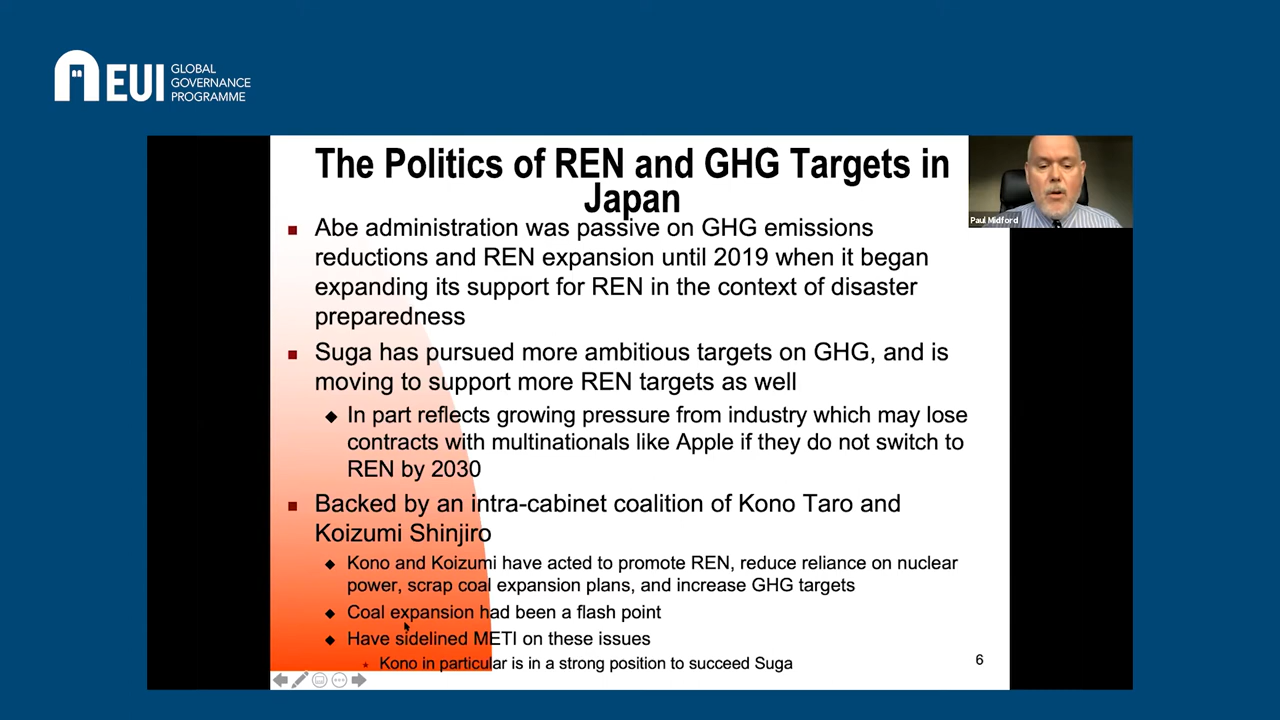 EUI
GLOBAL
GOVERNANCE
PROGRAMME
The Politics of REN and GHG Targets in
Japan
Paul Midford
Abe administration was passive on GHG emissions
reductions and REN expansion until 2019 when it began
expanding its support for REN in the context of disaster
preparedness
Suga has pursued more ambitious targets on GHG, and is
moving to support more REN targets as well
In part reflects growing pressure from industry which may lose
contracts with multinationals like Apple if they do not switch to
REN by 2030
Backed by an intra-cabinet coalition of Kono Taro and
Koizumi Shinjiro
Kono and Koizumi have acted to promote REN, reduce reliance on nuclear
power, scrap coal expansion plans, and increase GHG targets
Coal expansion had been a flash point
Have sidelined METI on these issues
Kono in particular is in a strong position to succeed Suga
6